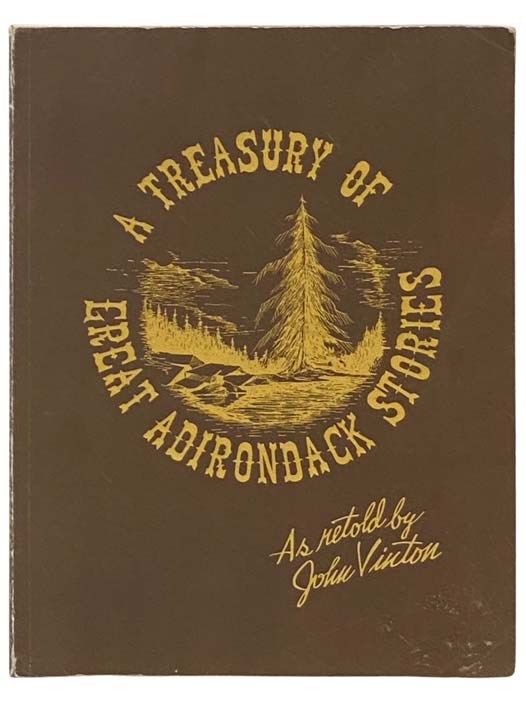 A TREASURY OF
GREAT ADIRONDACK STORIES
As retold by
John Vinton